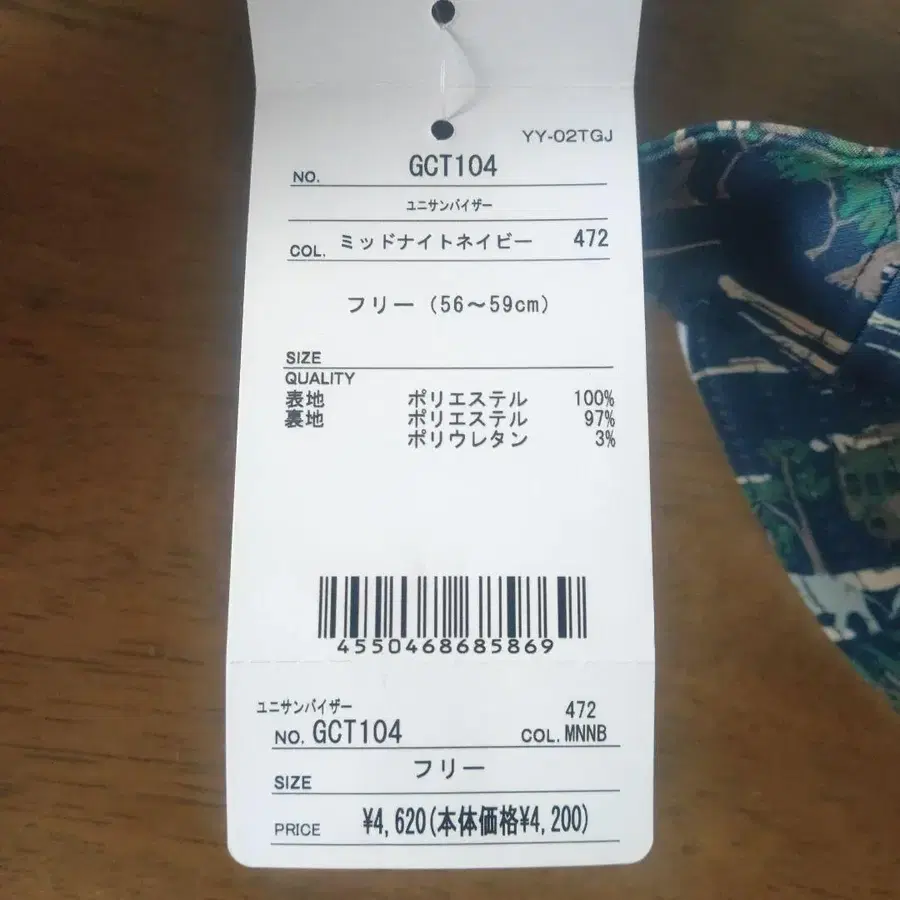 YY-02TGJ
NO. GCT104
ユニサンバイザー
COL. ミッドナイトネイビー 472
フリー (56～59cm)
SIZE
QUALITY
表地 ポリエステル 100%
裏地 ポリエステル 97%
ポリウレタン 3%
4550468685869
ユニサンバイザー 472
NO. GCT104 COL. MNNB
SIZE フリー
PRICE ¥4,620(本体価格¥4,200)